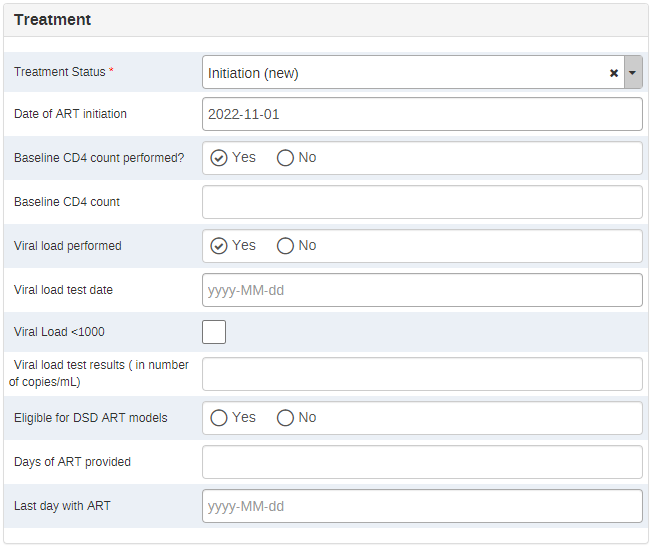 Treatment
Treatment Status * Initiation (new)
Date of ART initiation 2022-11-01
Baseline CD4 count performed? Yes No
Baseline CD4 count
Viral load performed Yes No
Viral load test date yyyy-MM-dd
Viral Load <1000
Viral load test results ( in number
of copies/mL)
Eligible for DSD ART models Yes No
Days of ART provided
Last day with ART yyyy-MM-dd